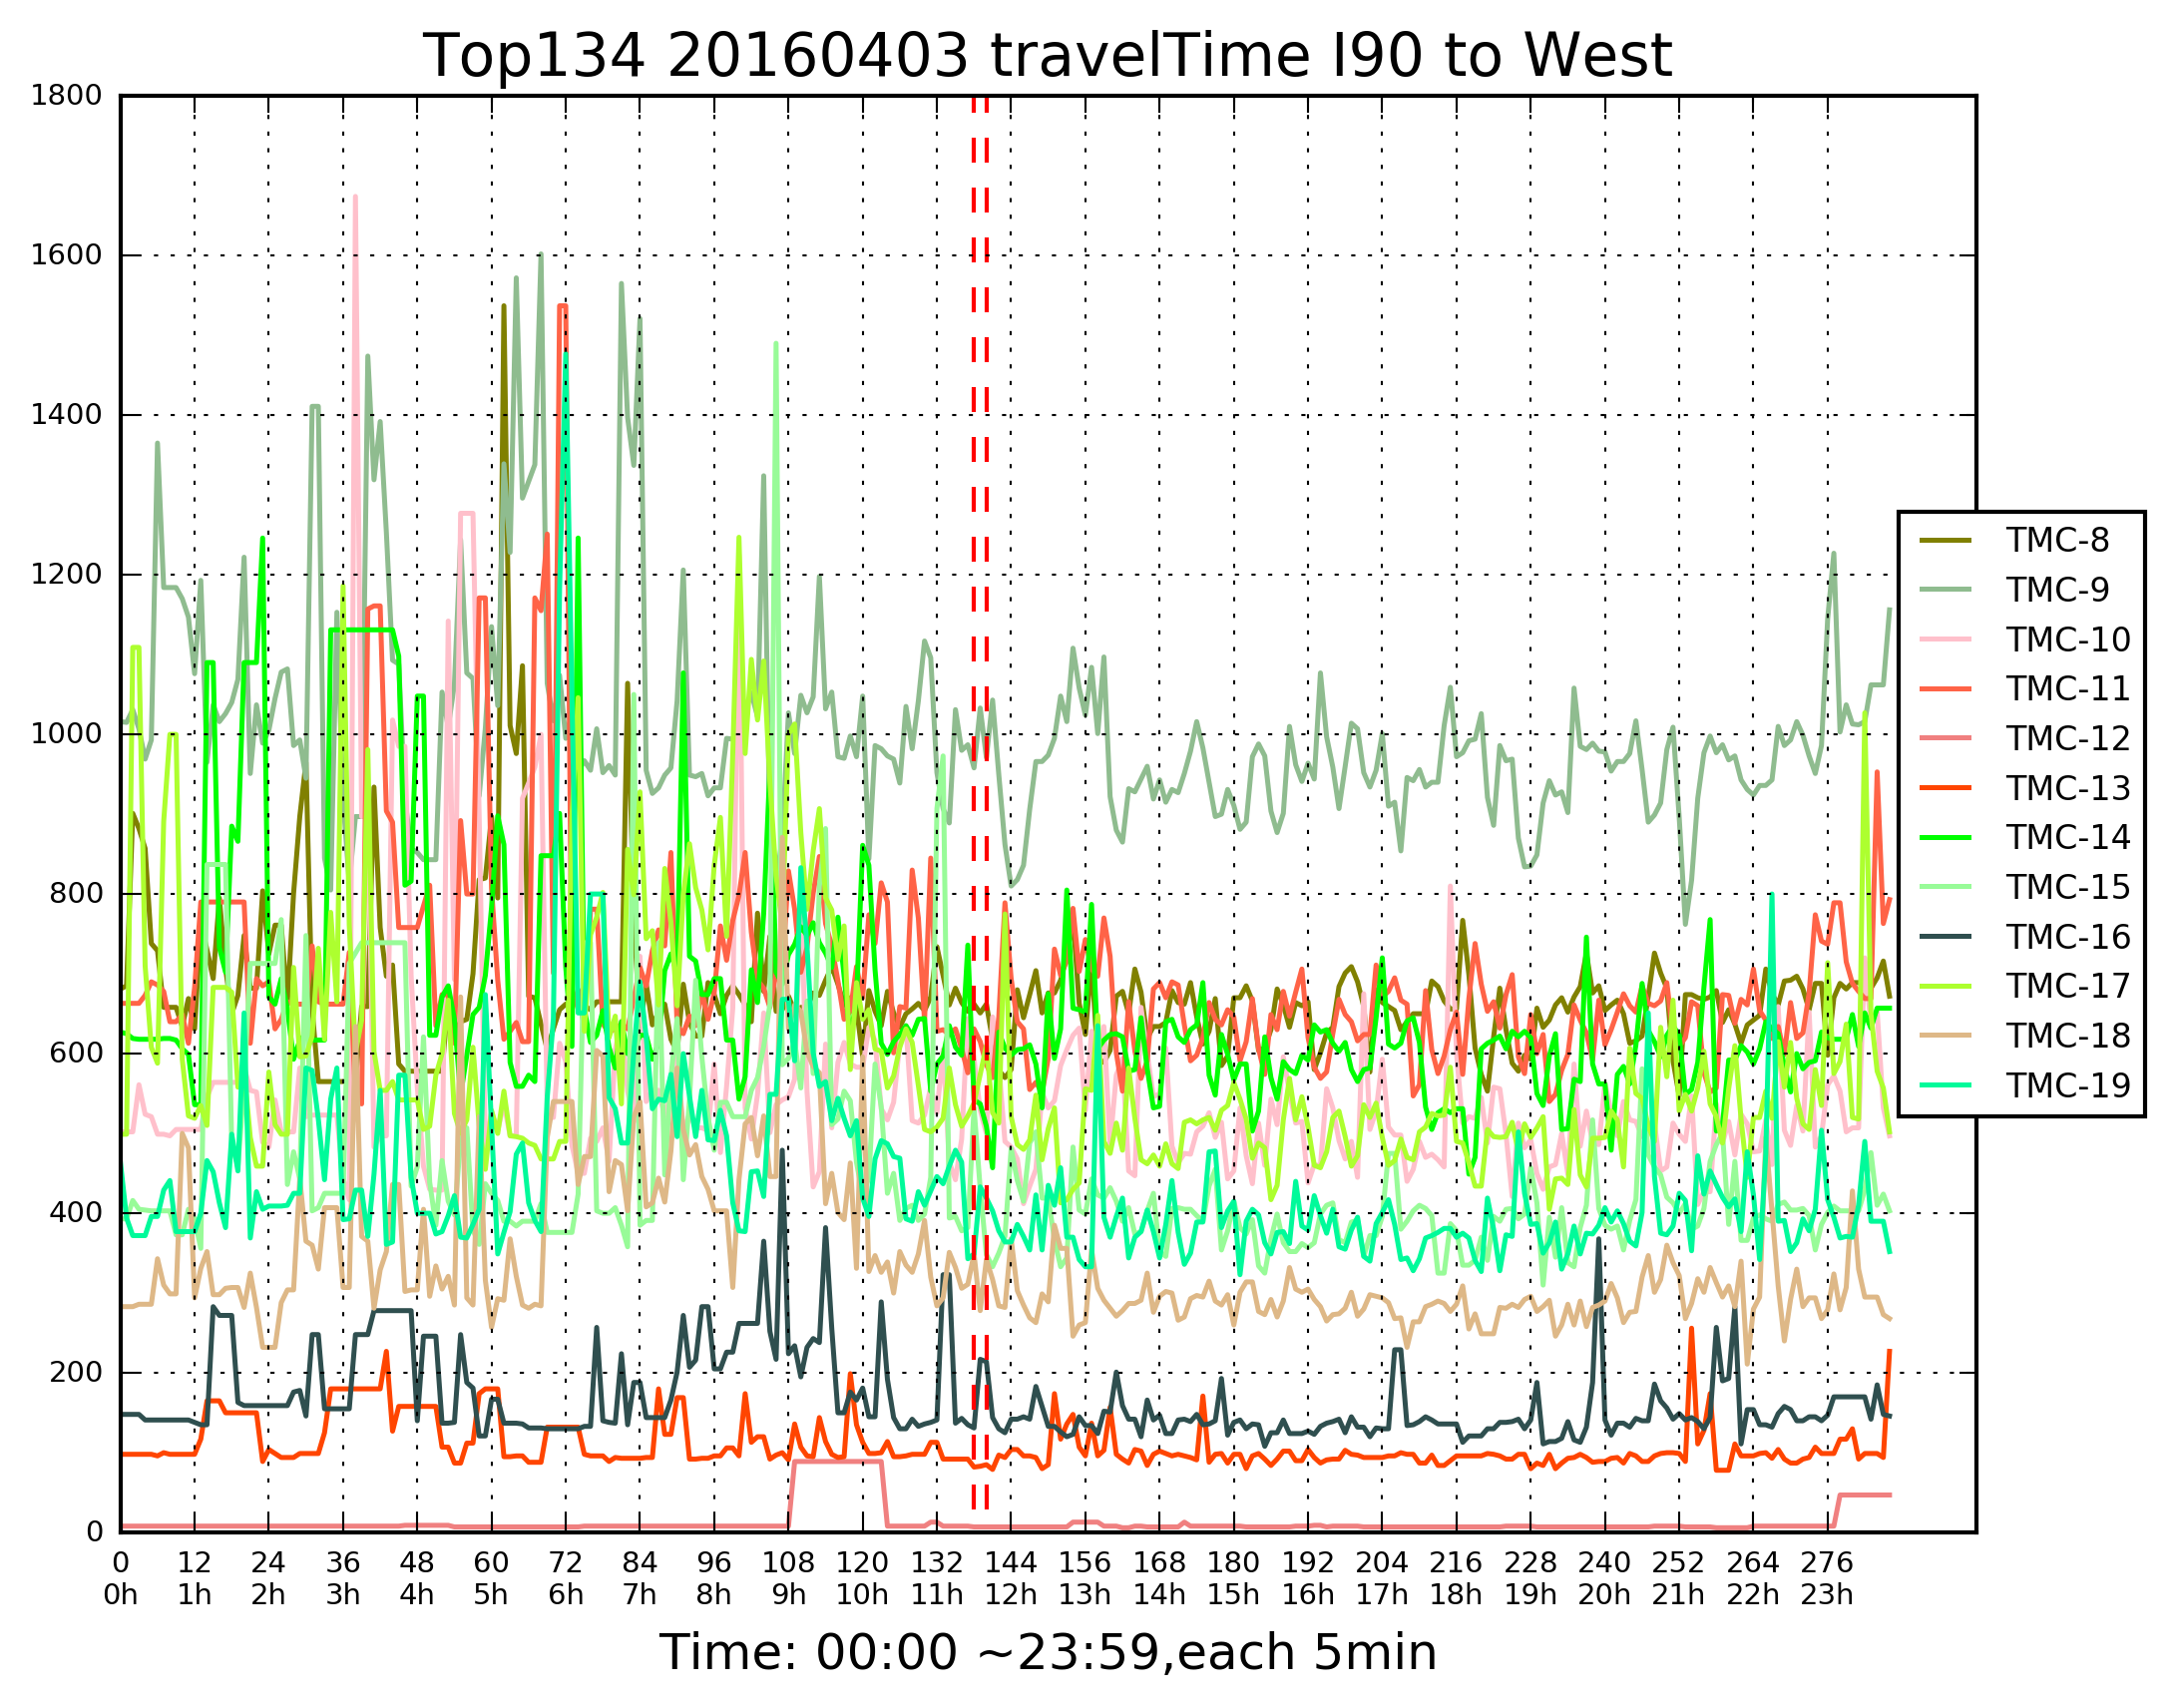 Top134 20160403 travelTime I90 to West
1800
1600
1400
1200
1000
800
600
400
200
0
0 12 24 36 48 60 72 84 96 108 120 132 144 156 168 180 192 204 216 228 240 252 264 276
0h 1h 2h 3h 4h 5h 6h 7h 8h 9h 10h 11h 12h 13h 14h 15h 16h 17h 18h 19h 20h 21h 22h 23h
Time: 00:00 ~23:59,each 5min
TMC-8
TMC-9
TMC-10
TMC-11
TMC-12
TMC-13
TMC-14
TMC-15
TMC-16
TMC-17
TMC-18
TMC-19